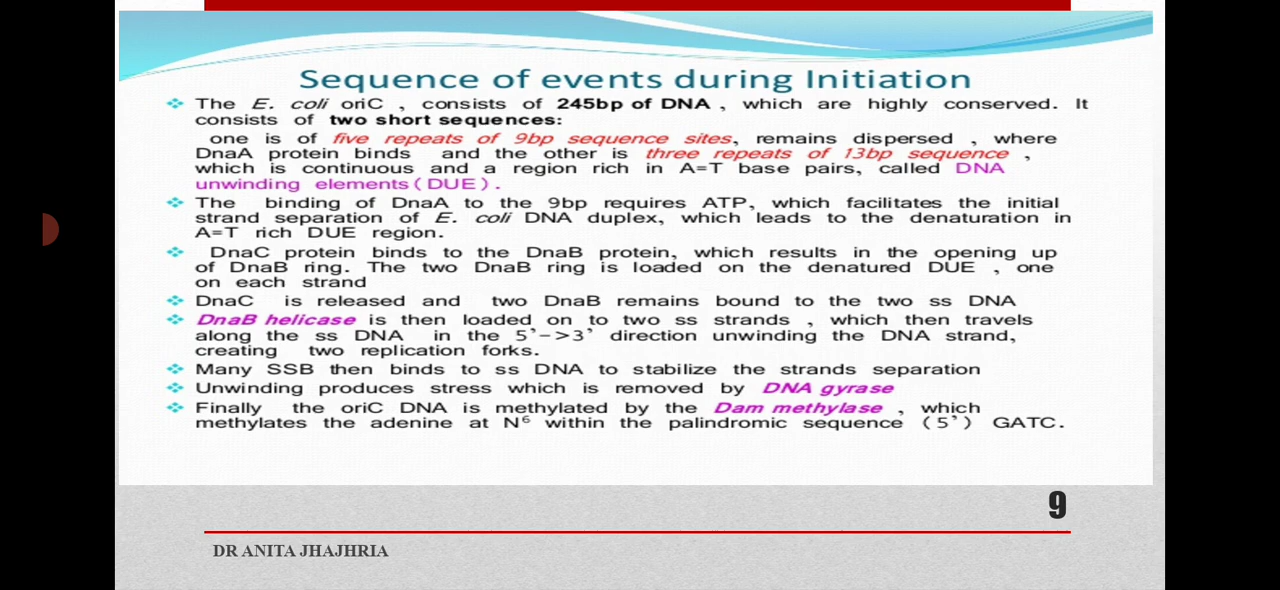 Sequence of events during Initiation
❖ The E. coli oriC , consists of 245bp of DNA , which are highly conserved. It
consists of two short sequences:
one is of five repeats of 9bp sequence sites, remains dispersed , where
DnaA protein binds and the other is three repeats of 13bp sequence ,
which is continuous and a region rich in A=T base pairs, called DNA
unwinding elements(DUE).
❖ The binding of DnaA to the 9bp requires ATP, which facilitates the initial
strand separation of E. coli DNA duplex, which leads to the denaturation in
A=T rich DUE region.
❖ DnaC protein binds to the DnaB protein, which results in the opening up
of DnaB ring. The two DnaB ring is loaded on the denatured DUE , one
on each strand
❖ DnaC is released and two DnaB remains bound to the two ss DNA
❖ DnaB helicase is then loaded on to two ss strands , which then travels
along the ss DNA in the 5’->3’ direction unwinding the DNA strand,
creating two replication forks.
❖ Many SSB then binds to ss DNA to stabilize the strands separation
❖ Unwinding produces stress which is removed by DNA gyrase
❖ Finally the oriC DNA is methylated by the Dam methylase , which
methylates the adenine at N⁶ within the palindromic sequence (5’) GATC.
9
DR ANITA JHAJHRIA